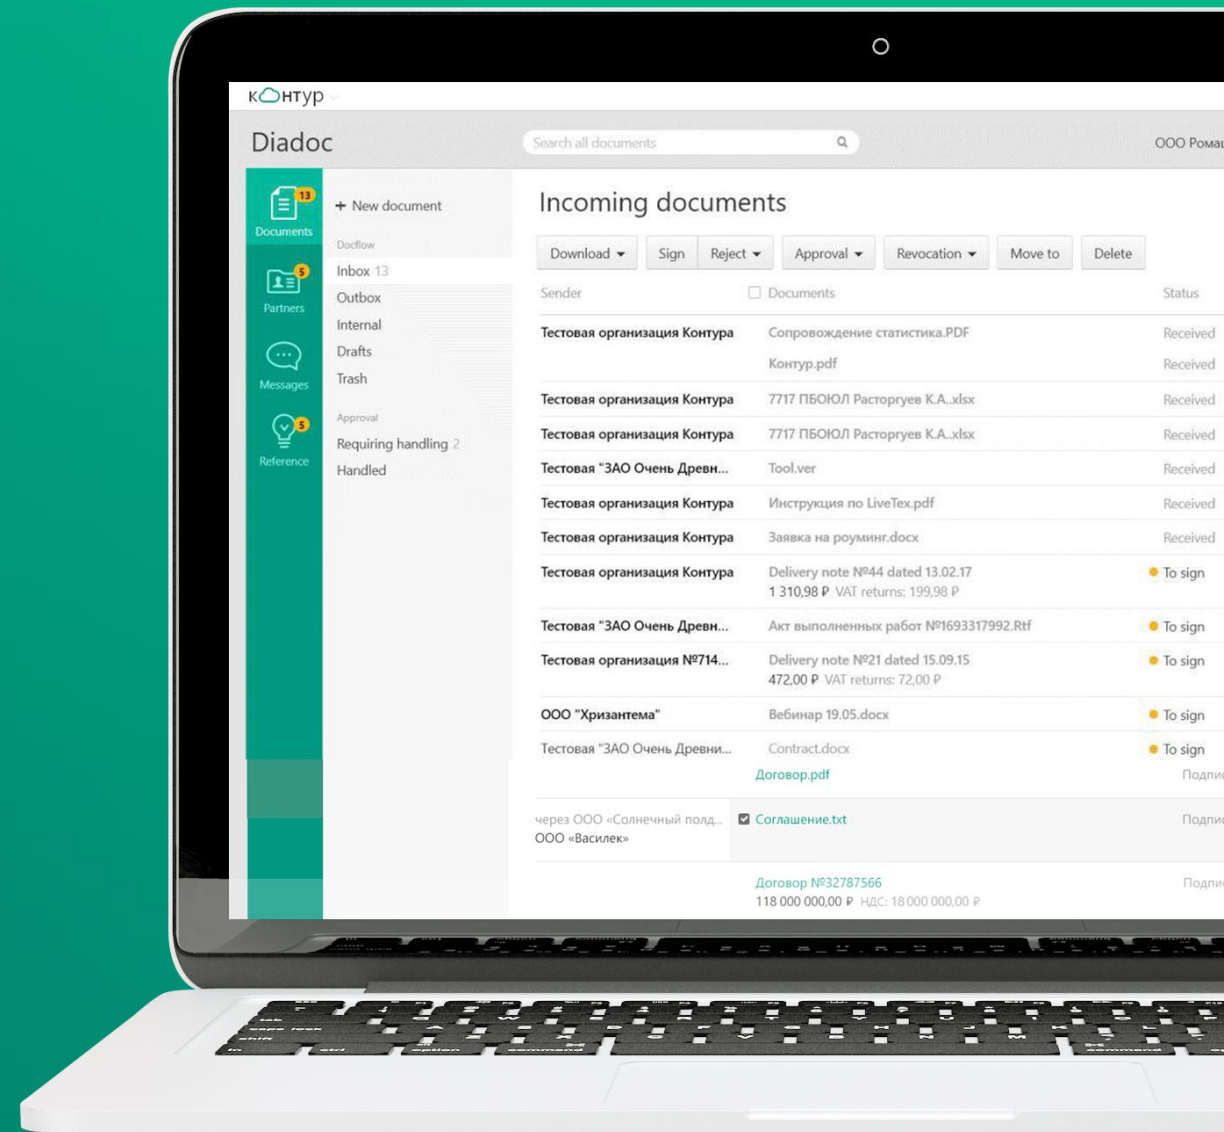 контур
Diadoc
Search all documents
ООО Рома
13
Documents
5
Partners
Messages
5
Reference
+ New document
Docflow
Inbox 13
Outbox
Internal
Drafts
Trash
Approval
Requiring handling 2
Handled
Incoming documents
Download Sign Reject Approval Revocation Move to Delete
Sender Documents Status
Тестовая организация Контура Сопровождение статистика.PDF Received
Контур.pdf Received
Тестовая организация Контура 7717 ПБОЮЛ Расторгуев К.А..xlsx Received
Тестовая организация Контура 7717 ПБОЮЛ Расторгуев К.А..xlsx Received
Тестовая "ЗАО Очень Древн... Tool.ver Received
Тестовая организация Контура Инструкция по LiveTex.pdf Received
Тестовая организация Контура Заявка на роуминг.docx Received
Тестовая организация Контура Delivery note №44 dated 13.02.17 To sign
1 310,98 ₽ VAT returns: 199,98 ₽
Тестовая "ЗАО Очень Древн... Акт выполненных работ №1693317992.Rtf To sign
Тестовая организация №714... Delivery note №21 dated 15.09.15 To sign
472,00 ₽ VAT returns: 72,00 ₽
ООО "Хризантема" Вебинар 19.05.docx To sign
Тестовая "ЗАО Очень Древни... Contract.docx To sign
Договор.pdf Подпи
через ООО «Солнечный полд... Соглашение.txt Подпи
ООО «Василек»
Договор №32787566 Подпи
118 000 000,00 ₽ НДС: 18 000 000,00 ₽